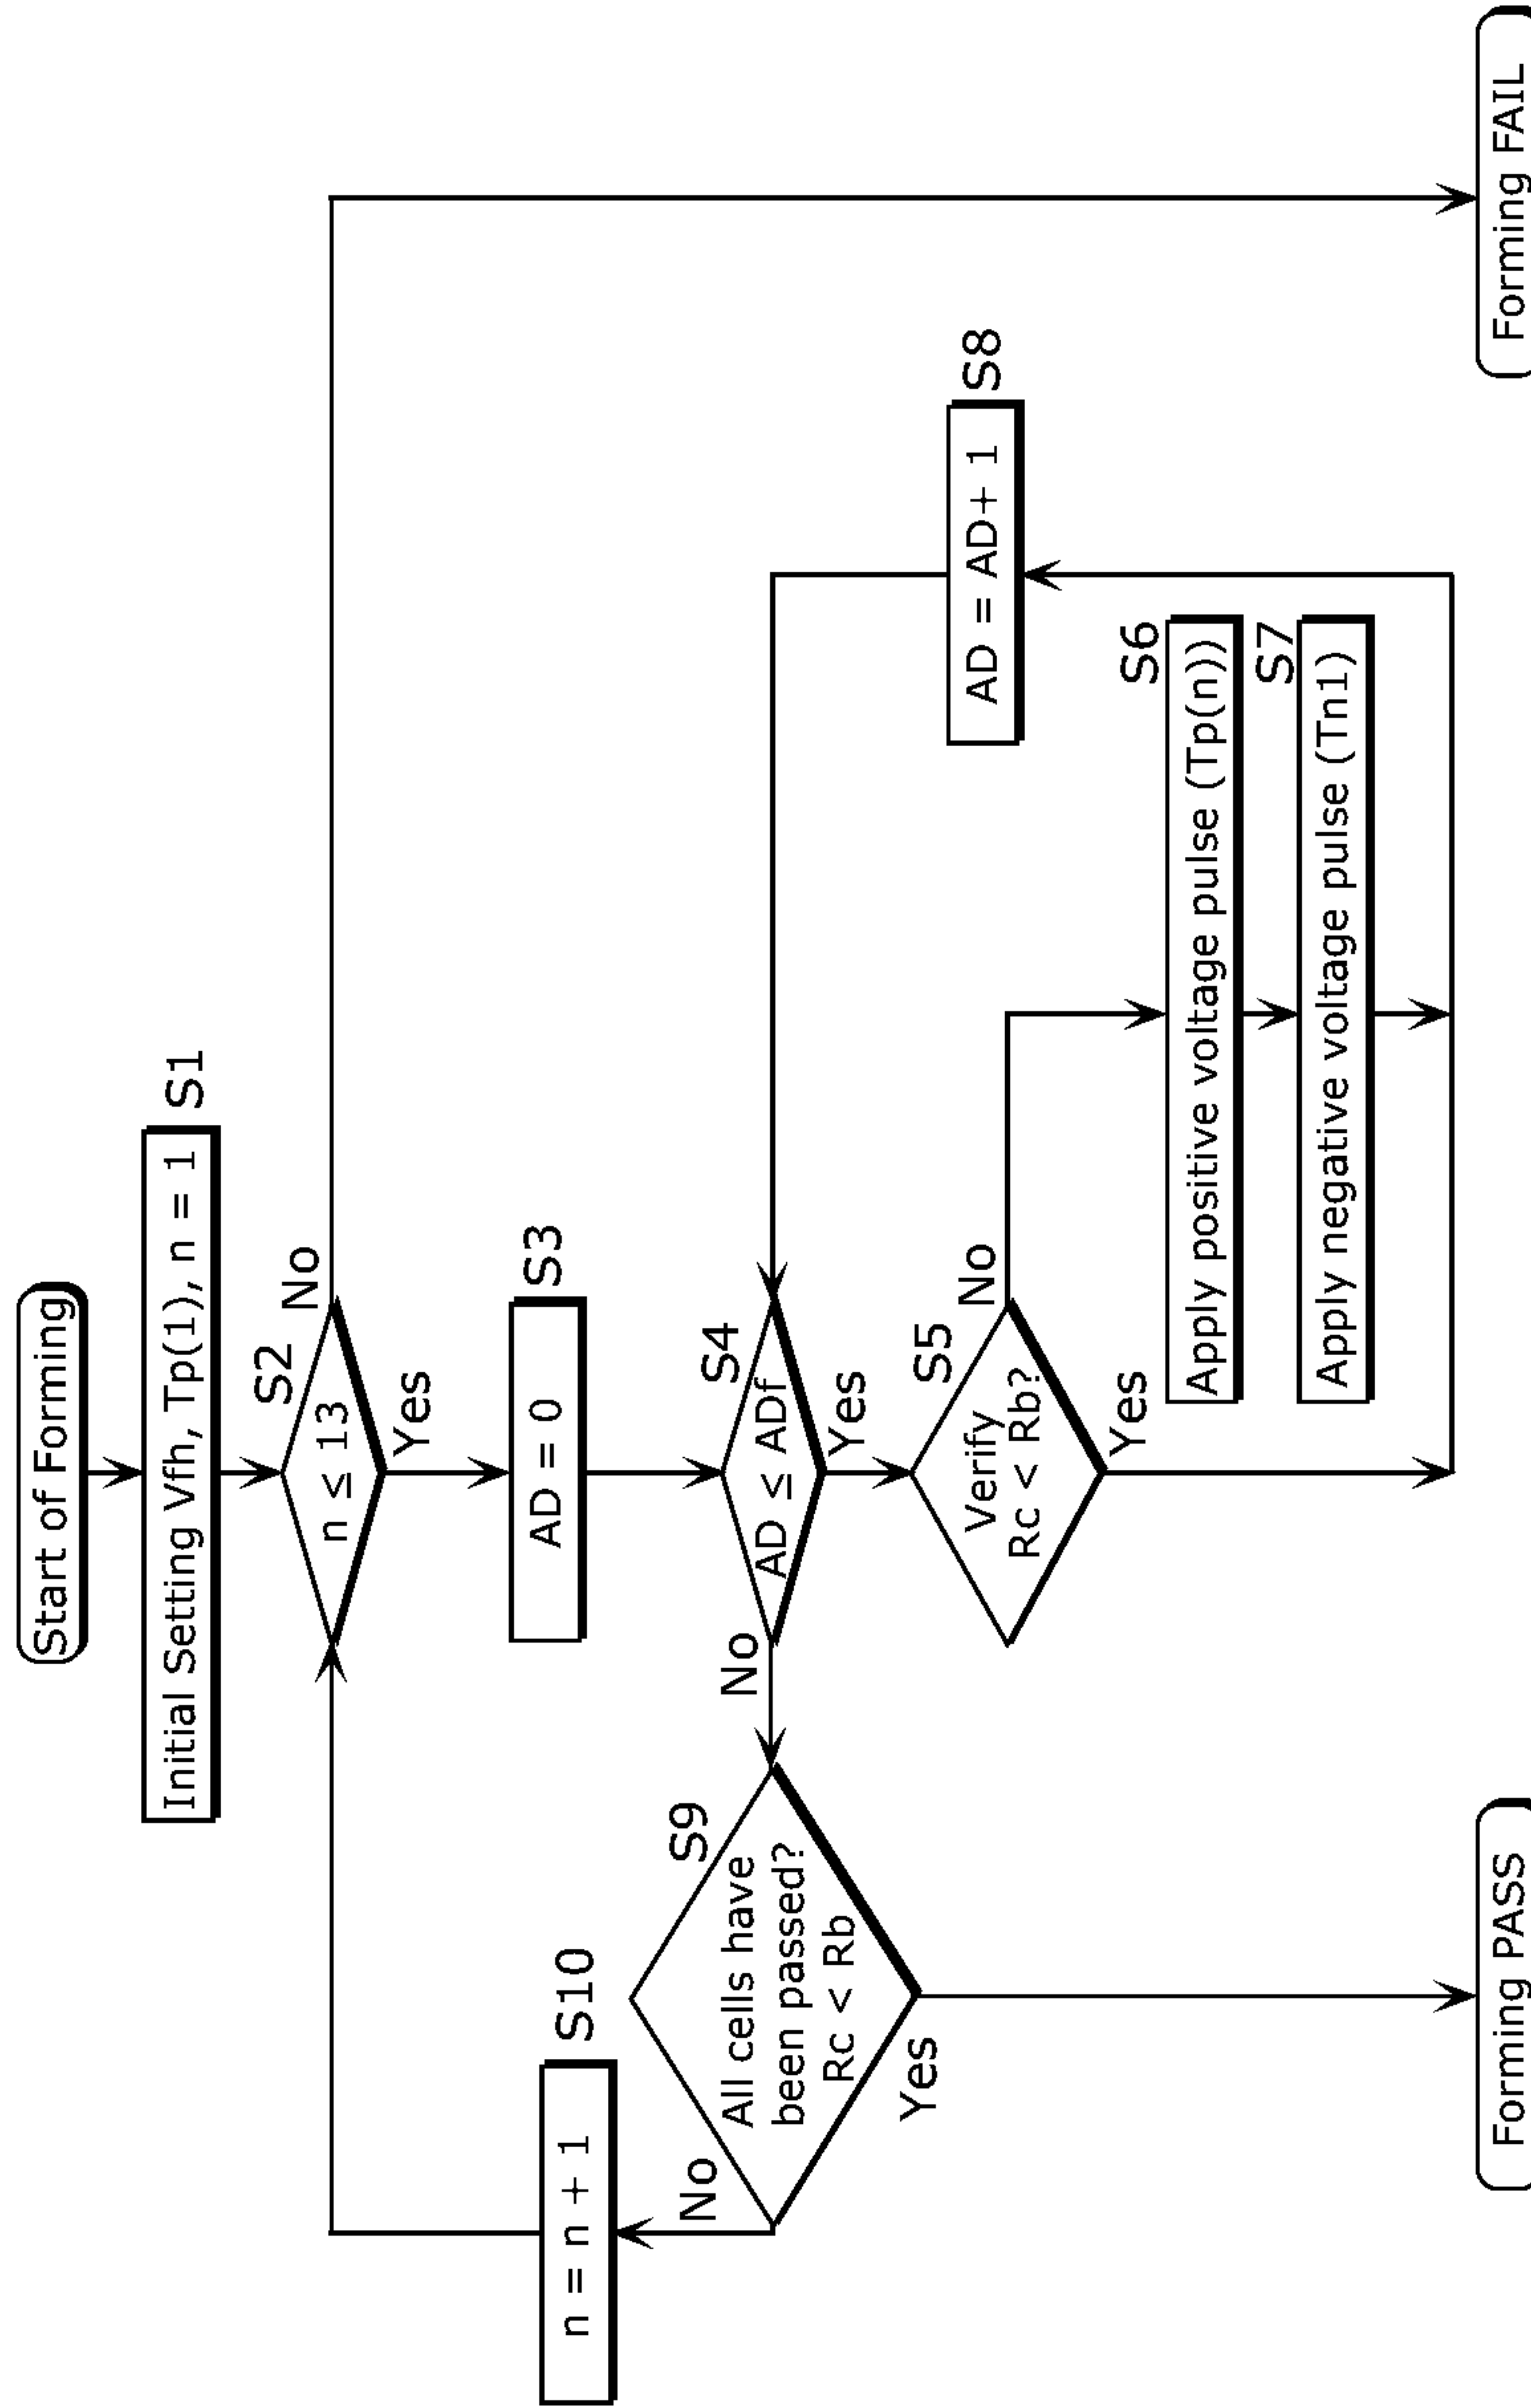 Start of Forming
Initial Setting Vfh, Tp(1), n = 1
S1
S2
n ≤ 13
No
Yes
AD = 0
S3
S4
AD ≤ ADf
No
Yes
S5
Verify
Rc < Rb?
No
Yes
S6
Apply positive voltage pulse (Tp(n))
S7
Apply negative voltage pulse (Tn1)
AD = AD+ 1
S8
S9
All cells have
been passed?
Rc < Rb
No
Yes
n = n + 1
S10
Forming PASS
Forming FAIL